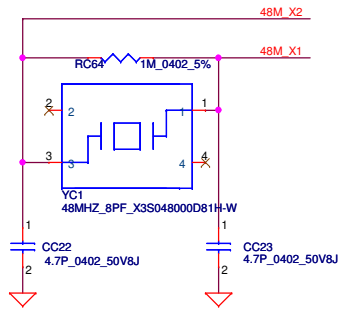 48M_X2
48M_X1
RC64
1M_0402_5%
2
2
1
1
3
3
4
4
YC1
48MHZ_8PF_X3S048000D81H-W
1
1
CC22
CC23
4.7P_0402_50V8J
4.7P_0402_50V8J
2
2